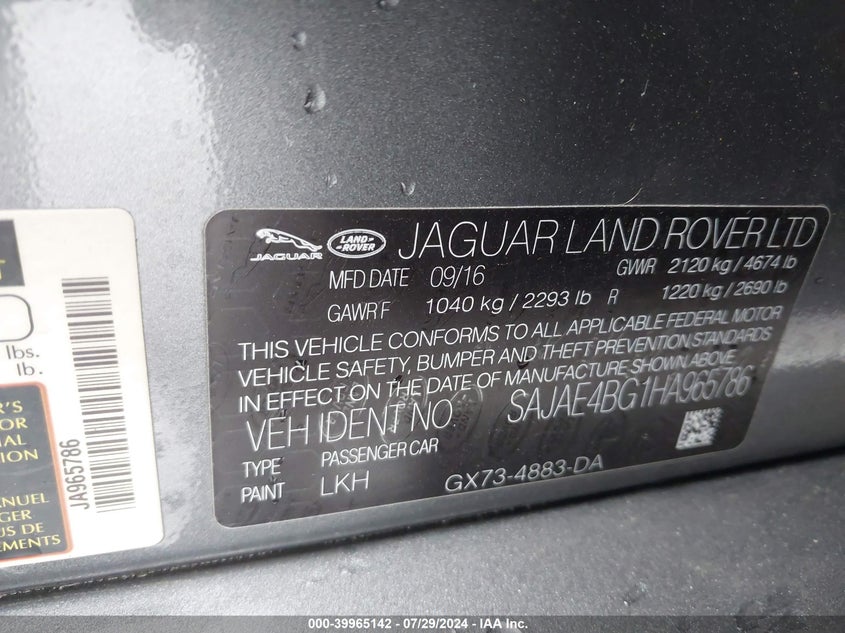 JAGUAR
LAND-
ROVER
JAGUAR LAND ROVER LTD
MFD DATE 09/16 GVWR 2120 kg / 4674 lb
GAWR F 1040 kg / 2293 lb R 1220 kg / 2690 lb
THIS VEHICLE CONFORMS TO ALL APPLICABLE FEDERAL MOTOR
VEHICLE SAFETY, BUMPER AND THEFT PREVENTION STANDARDS
IN EFFECT ON THE DATE OF MANUFACTURE SHOWN ABOVE
VEH IDENT NO. SAJAE4BG1HA965786
TYPE PASSENGER CAR
PAINT LKH GX73-4883-DA
lbs.
lb.
JA965786
000-39965142 - 07/29/2024 - IAA Inc.